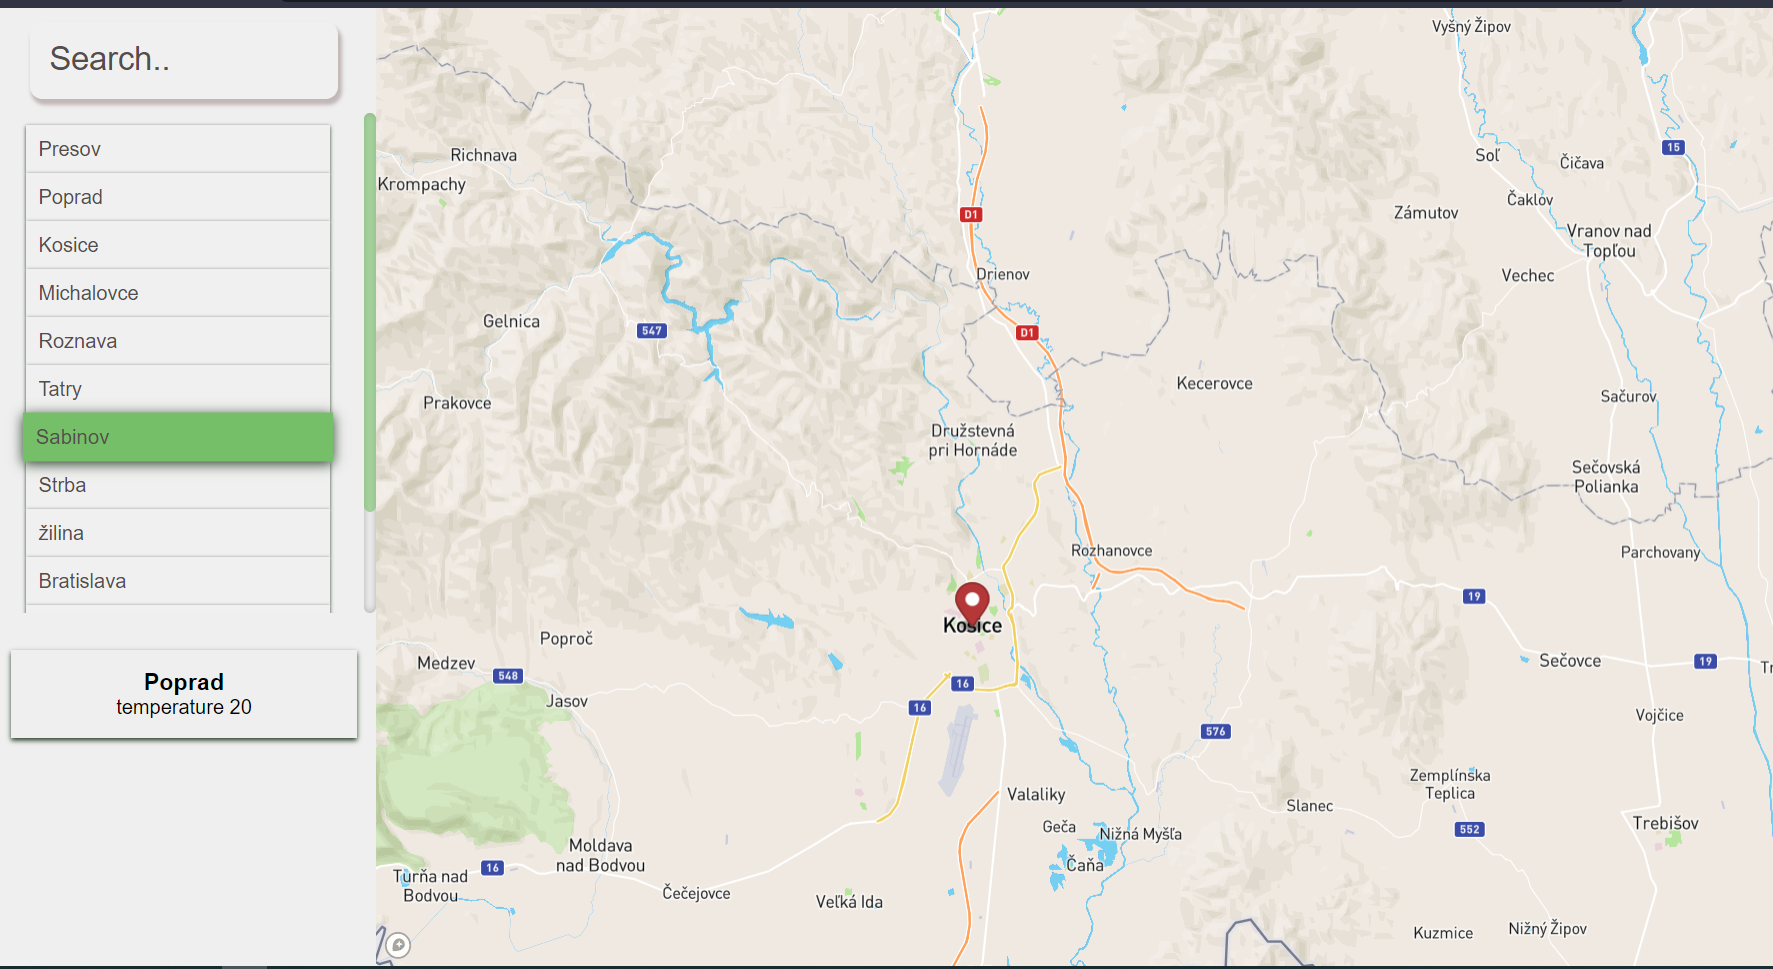 Search..
Presov
Poprad
Kosice
Michalovce
Roznava
Tatry
Sabinov
Strba
žilina
Bratislava
Poprad
temperature 20
Vyšný Žipov
15
Soľ
Čičava
Richnava
Krompachy
Čaklov
Zámutov
D1
Vranov nad
Topľou
Drienov
Vechec
Gelnica
547
D1
Kecerovce
Prakovce
Sačurov
Družstevná
pri Hornáde
Sečovská
Polianka
Rozhanovce
Parchovany
19
Košice
Poproč
Medzev
548
Sečovce
19
Tr
16
Jasov
16
Vojčice
576
Zemplínska
Teplica
Valaliky
Slanec
Geča
Nižná Myšľa
552
Trebišov
Moldava
nad Bodvou
Čaňa
16
Turňa nad
Bodvou
Čečejovce
Veľká Ida
Kuzmice
Nižný Žipov